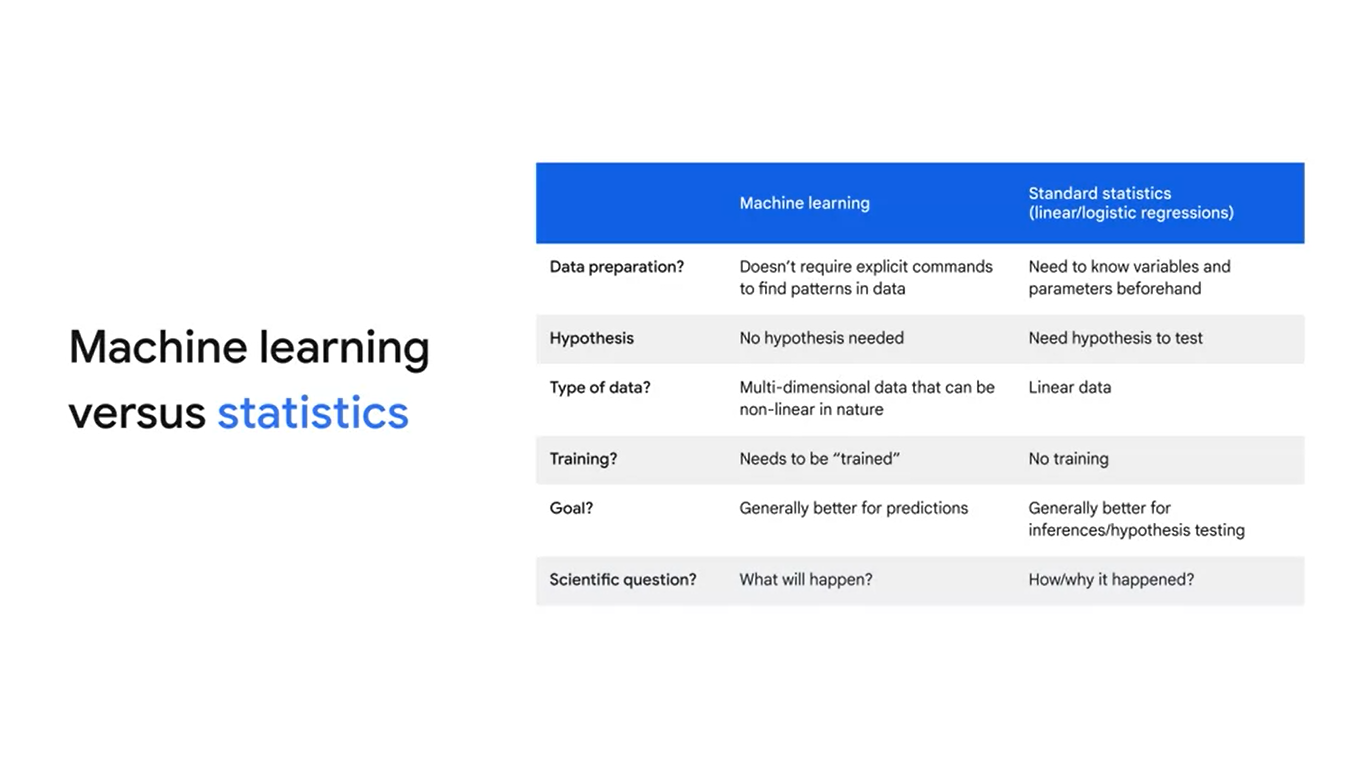 Machine learning
versus statistics
Machine learning
Standard statistics
(linear/logistic regressions)
Data preparation?
Doesn’t require explicit commands
to find patterns in data
Need to know variables and
parameters beforehand
Hypothesis
No hypothesis needed
Need hypothesis to test
Type of data?
Multi-dimensional data that can be
non-linear in nature
Linear data
Training?
Needs to be “trained”
No training
Goal?
Generally better for predictions
Generally better for
inferences/hypothesis testing
Scientific question?
What will happen?
How/why it happened?